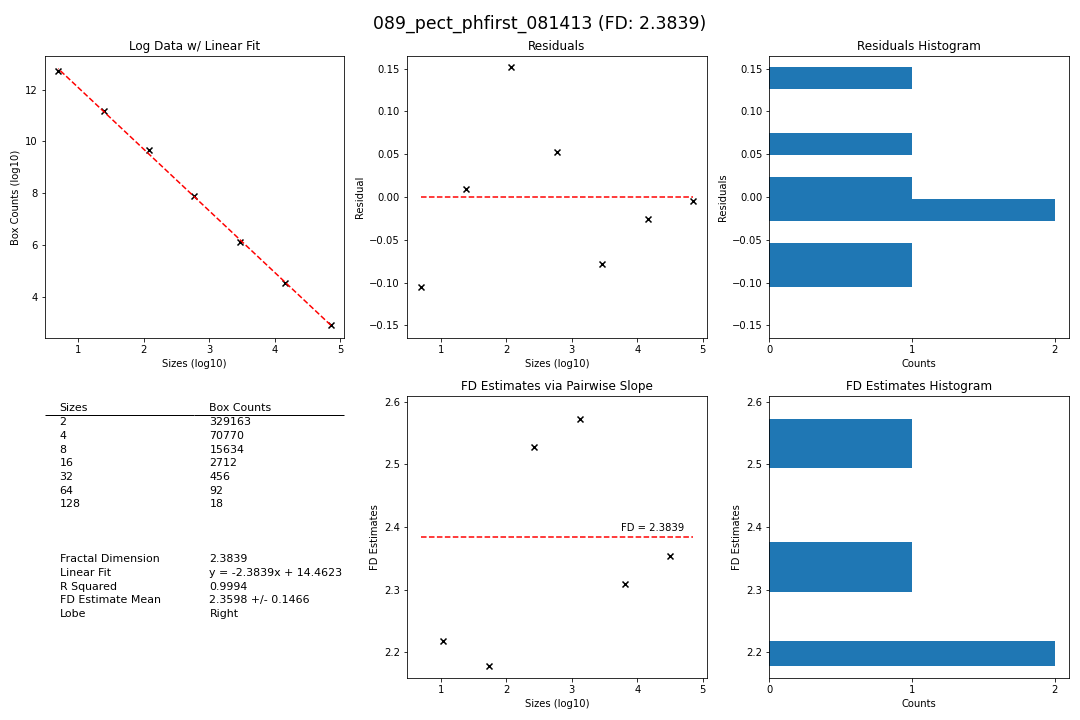 089_pect_phfirst_081413 (FD: 2.3839)
Log Data w/ Linear Fit
Box Counts (log10)
12
10
8
6
4
1 2 3 4 5
Sizes (log10)
Residuals
Residual
0.15
0.10
0.05
0.00
−0.05
−0.10
−0.15
1 2 3 4 5
Sizes (log10)
Residuals Histogram
Residuals
0.15
0.10
0.05
0.00
−0.05
−0.10
−0.15
0 1 2
Counts
Sizes Box Counts
2 329163
4 70770
8 15634
16 2712
32 456
64 92
128 18
Fractal Dimension 2.3839
Linear Fit y = -2.3839x + 14.4623
R Squared 0.9994
FD Estimate Mean 2.3598 +/- 0.1466
Lobe Right
FD Estimates via Pairwise Slope
FD Estimates
2.6
2.5
2.4
2.3
2.2
FD = 2.3839
1 2 3 4 5
Sizes (log10)
FD Estimates Histogram
FD Estimates
2.6
2.5
2.4
2.3
2.2
0 1 2
Counts